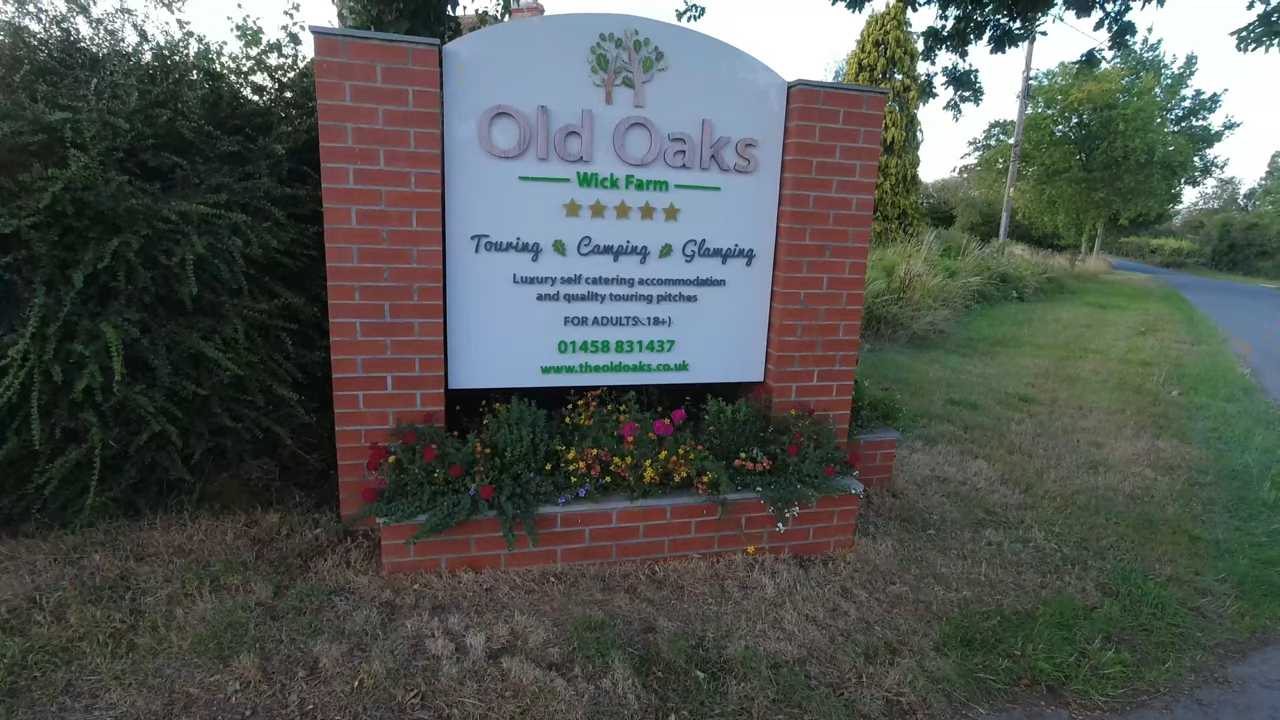 Old Oaks
Wick Farm
Touring Camping Glamping
Luxury self catering accommodation
and quality touring pitches
FOR ADULTS (18+)
01458 831437
www.theoldoaks.co.uk